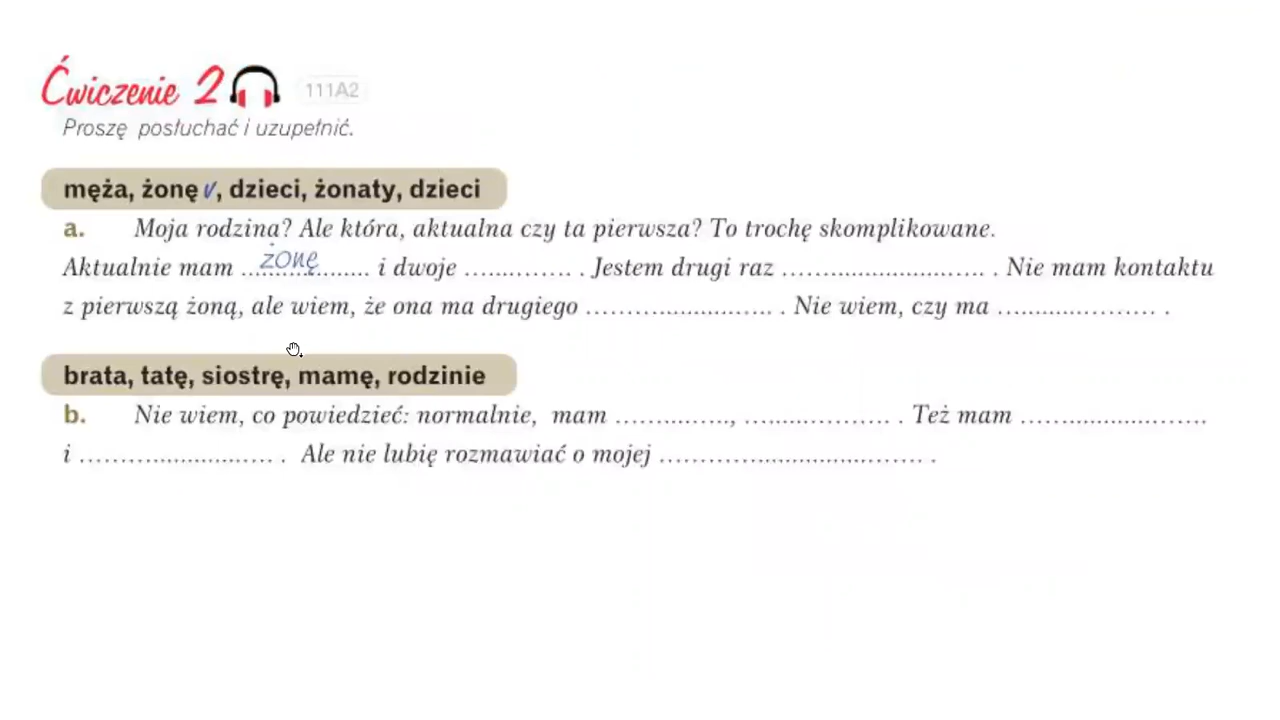 Ćwiczenie 2 111A2
Proszę posłuchać i uzupełnić.
męża, żonę ✓, dzieci, żonaty, dzieci
a. Moja rodzina? Ale która, aktualna czy ta pierwsza? To trochę skomplikowane.
Aktualnie mam ...żonę... i dwoje ................ . Jestem drugi raz ............................ . Nie mam kontaktu
z pierwszą żoną, ale wiem, że ona ma drugiego ............................ . Nie wiem, czy ma ........................ .
brata, tatę, siostrę, mamę, rodzinie
b. Nie wiem, co powiedzieć: normalnie, mam ..................., ........................ . Też mam ..............................
i .............................. . Ale nie lubię rozmawiać o mojej ........................................ .